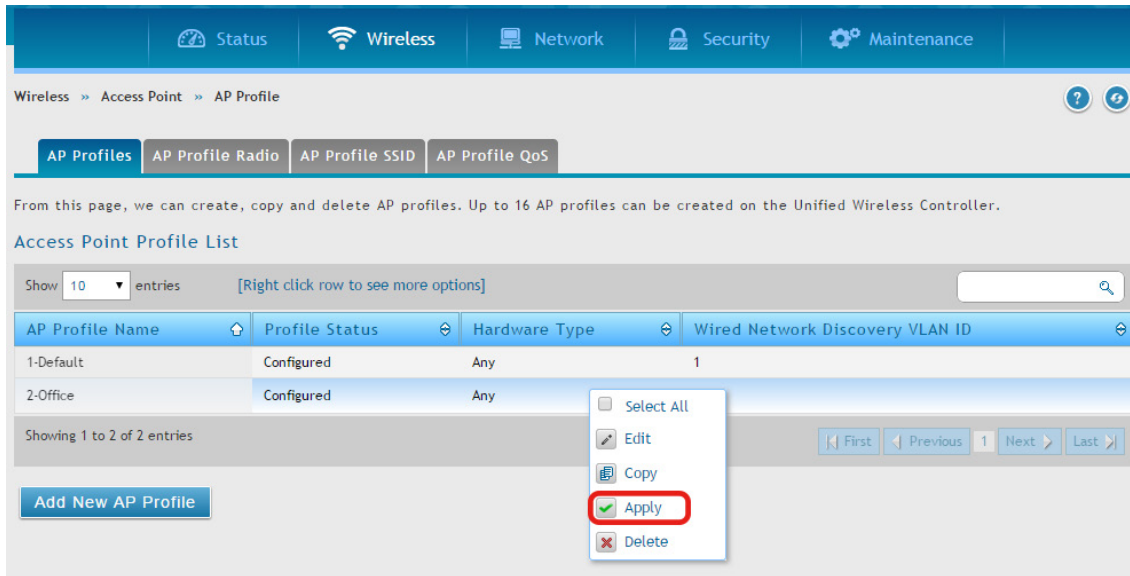 Status Wireless Network Security Maintenance
Wireless » Access Point » AP Profile
AP Profiles AP Profile Radio AP Profile SSID AP Profile QoS
From this page, we can create, copy and delete AP profiles. Up to 16 AP profiles can be created on the Unified Wireless Controller.
Access Point Profile List
Show 10 entries [Right click row to see more options]
AP Profile Name Profile Status Hardware Type Wired Network Discovery VLAN ID
1-Default Configured Any 1
2-Office Configured Any
Select All
Edit
Copy
Apply
Delete
Showing 1 to 2 of 2 entries
First Previous 1 Next Last
Add New AP Profile